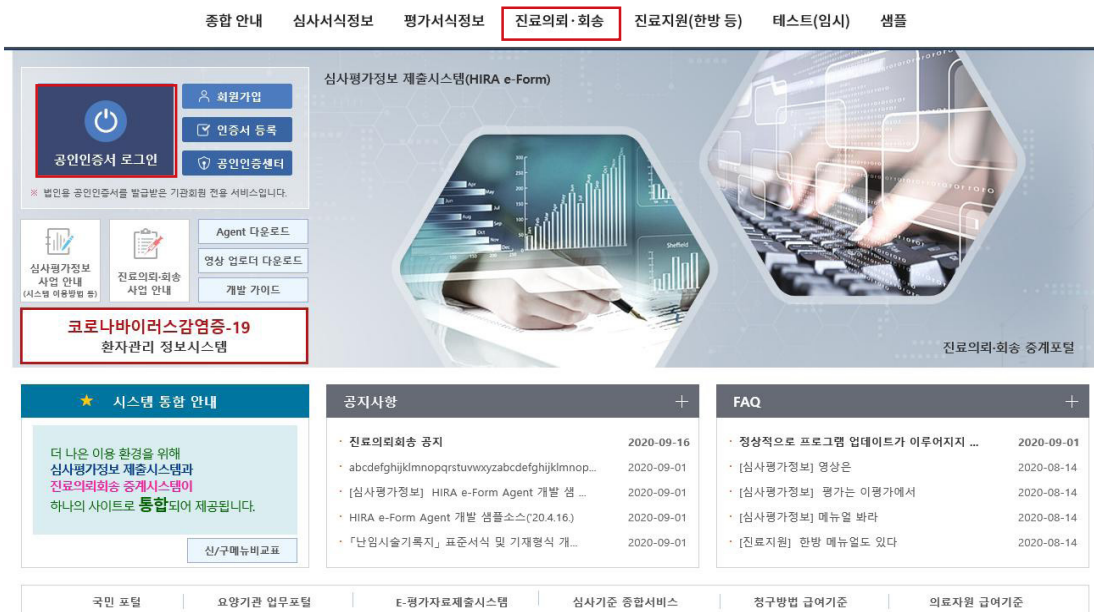 종합 안내 심사서식정보 평가서식정보 진료의뢰·회송 진료지원(한방 등) 테스트(임시) 샘플
심사평가정보 제출시스템(HIRA e-Form)
공인인증서 로그인
회원가입
인증서 등록
공인인증센터
※ 법인용 공인인증서를 발급받은 기관회원 전용 서비스입니다.
심사평가정보
사업 안내
(시스템 이용방법 등)
진료의뢰·회송
사업 안내
Agent 다운로드
영상 업로더 다운로드
개발 가이드
코로나바이러스감염증-19
환자관리 정보시스템
진료의뢰·회송 중계포털
시스템 통합 안내
더 나은 이용 환경을 위해
심사평가정보 제출시스템과
진료의뢰회송 중계시스템이
하나의 사이트로 통합되어 제공됩니다.
신/구메뉴비교표
공지사항
진료의뢰회송 공지 2020-09-16
abcdefghijklmnopqrstuvwxyzabcdefghijklmnop... 2020-09-01
[심사평가정보] HIRA e-Form Agent 개발 샘 ... 2020-09-01
HIRA e-Form Agent 개발 샘플소스('20.4.16.) 2020-09-01
「난임시술기록지」표준서식 및 기재형식 개... 2020-09-01
FAQ
정상적으로 프로그램 업데이트가 이루어지지 ... 2020-09-01
[심사평가정보] 영상은 2020-08-14
[심사평가정보] 평가는 이평가에서 2020-08-14
[심사평가정보] 메뉴얼 봐라 2020-08-14
[진료지원] 한방 메뉴얼도 있다 2020-08-14
국민 포털 요양기관 업무포털 E-평가자료제출시스템 심사기준 종합서비스 청구방법 급여기준 의료자원 급여기준